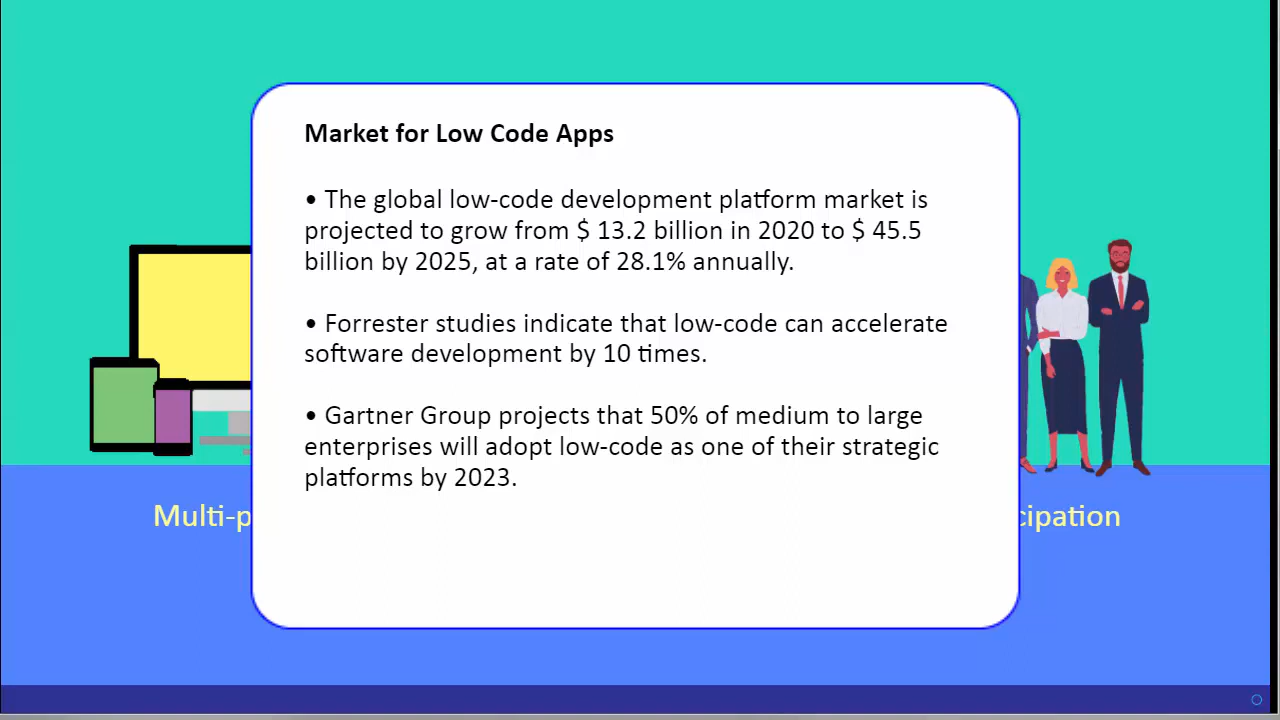 Market for Low Code Apps
• The global low-code development platform market is
projected to grow from $ 13.2 billion in 2020 to $ 45.5
billion by 2025, at a rate of 28.1% annually.
• Forrester studies indicate that low-code can accelerate
software development by 10 times.
• Gartner Group projects that 50% of medium to large
enterprises will adopt low-code as one of their strategic
platforms by 2023.
Multi-p cipation